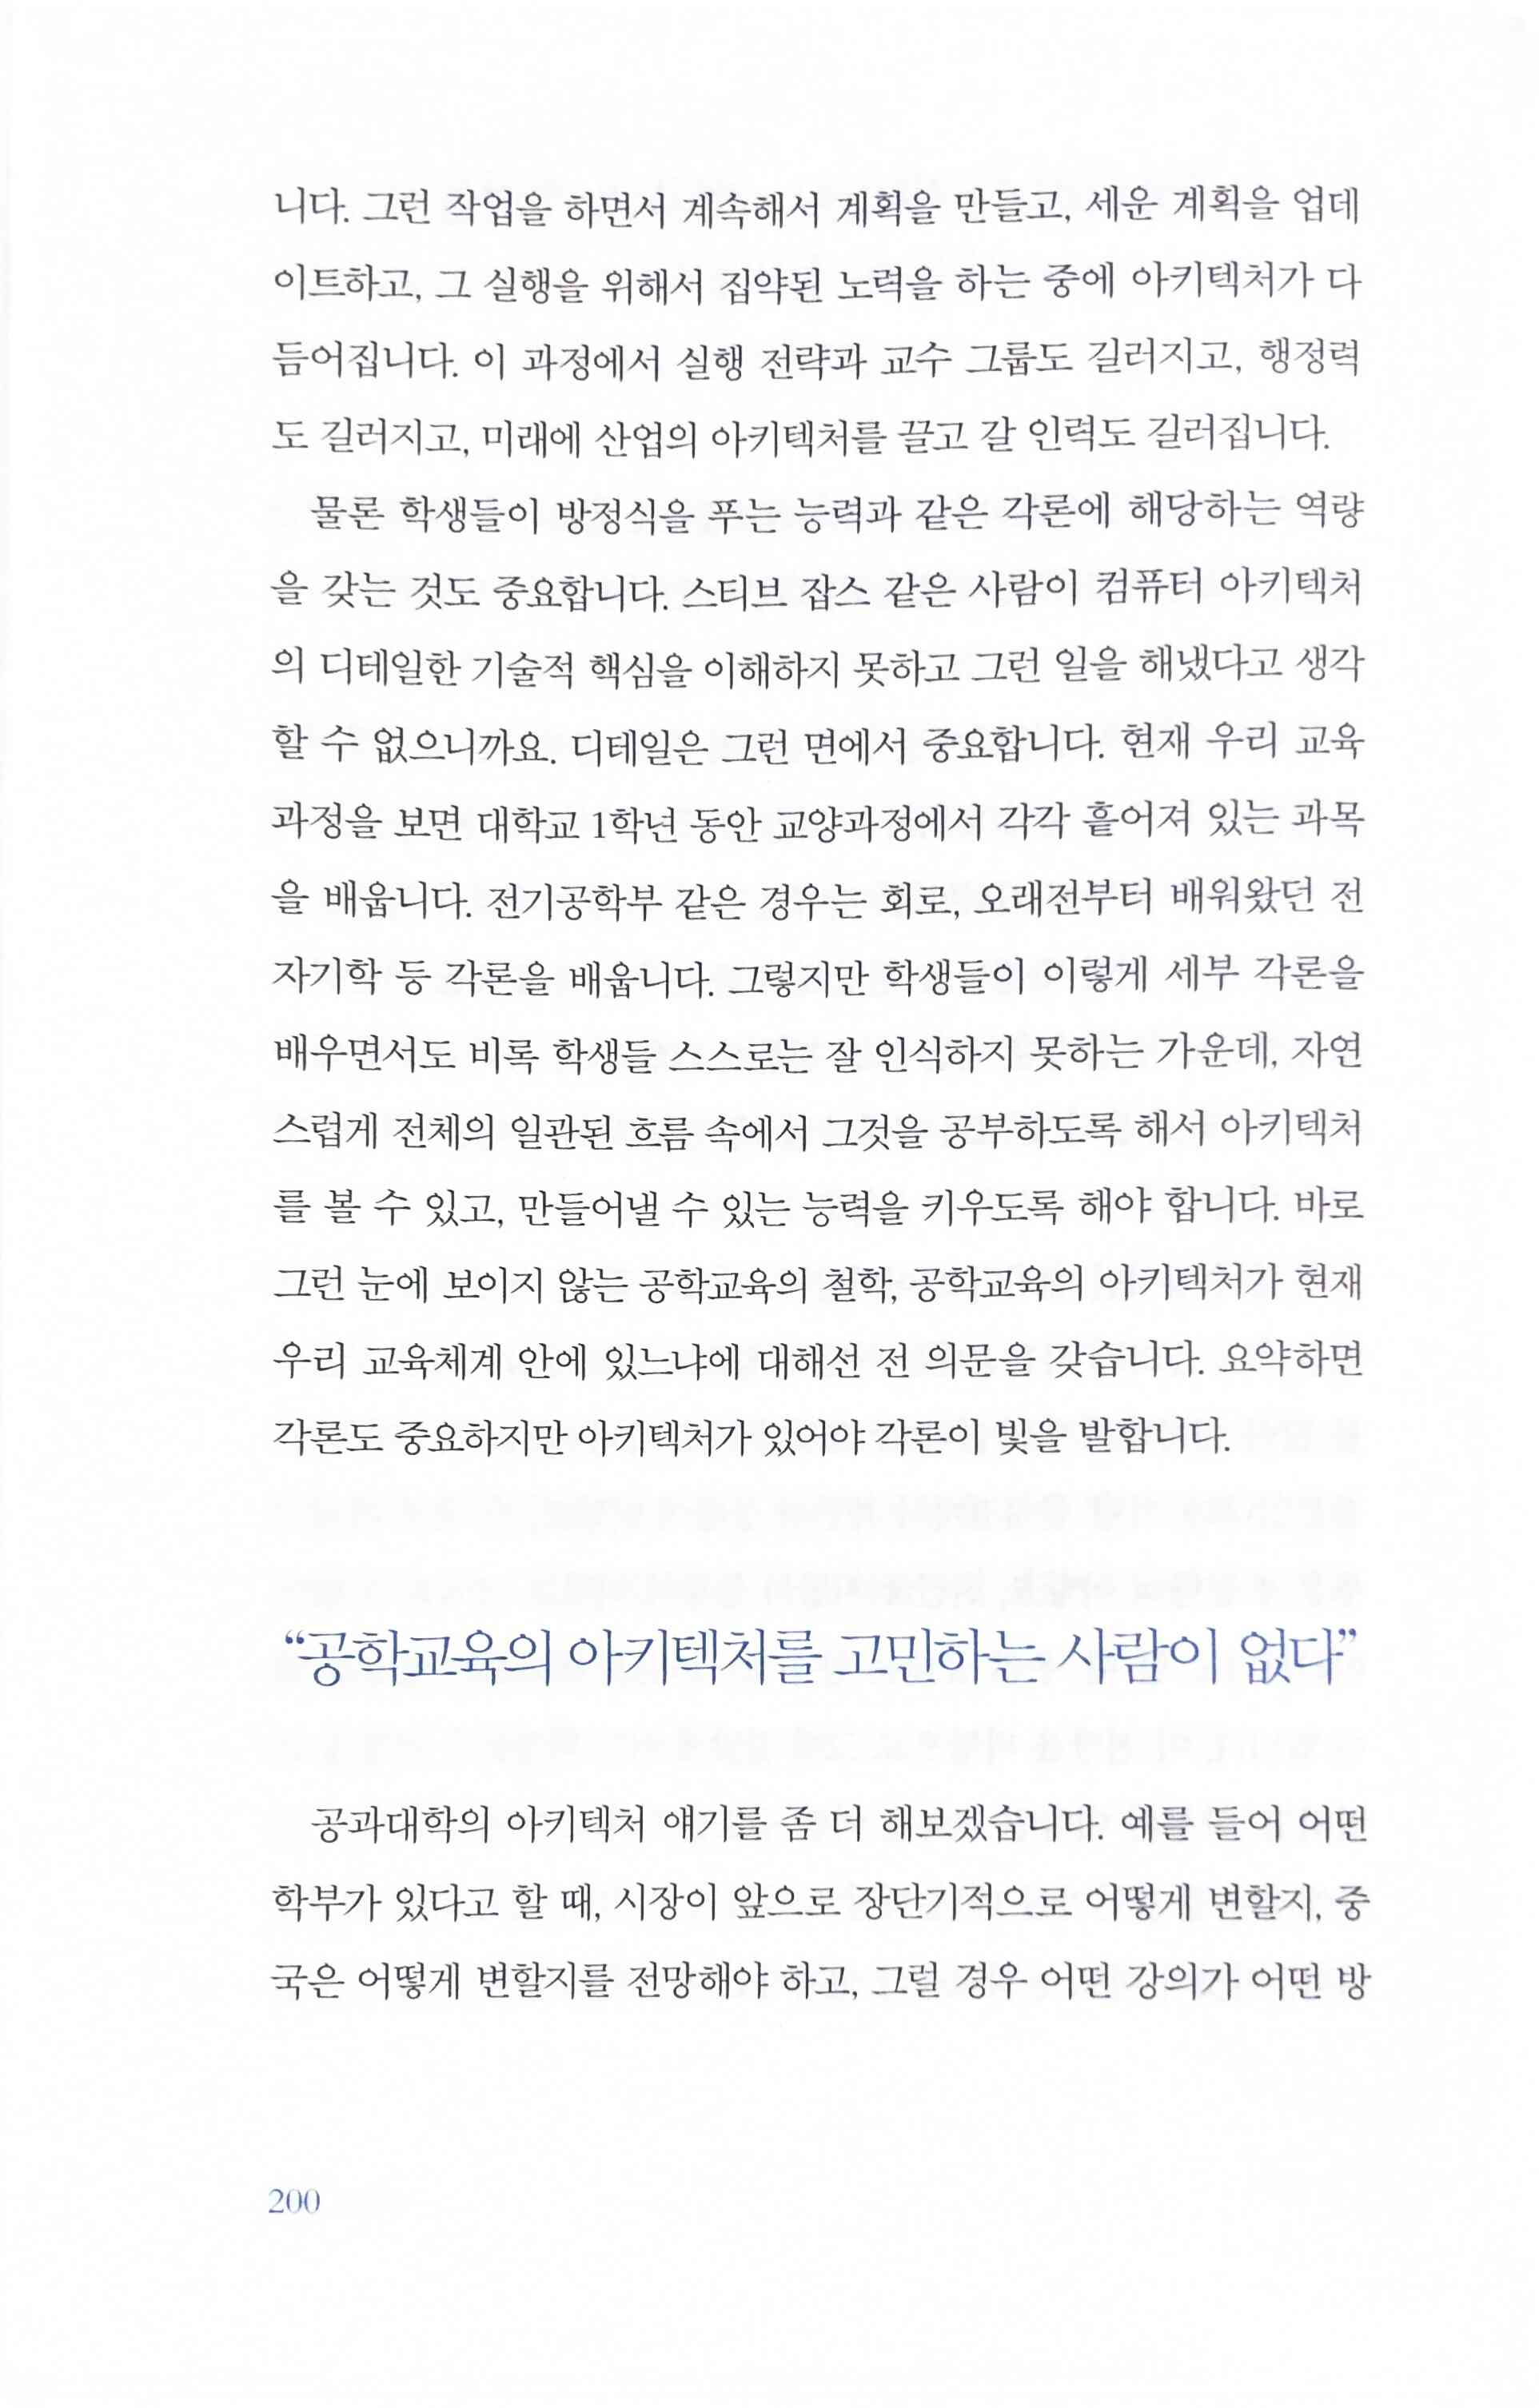 니다. 그런 작업을 하면서 계속해서 계획을 만들고, 세운 계획을 업데
이트하고, 그 실행을 위해서 집약된 노력을 하는 중에 아키텍처가 다
듬어집니다. 이 과정에서 실행 전략과 교수 그룹도 길러지고, 행정력
도 길러지고, 미래에 산업의 아키텍처를 끌고 갈 인력도 길러집니다.
물론 학생들이 방정식을 푸는 능력과 같은 각론에 해당하는 역량
을 갖는 것도 중요합니다. 스티브 잡스 같은 사람이 컴퓨터 아키텍처
의 디테일한 기술적 핵심을 이해하지 못하고 그런 일을 해냈다고 생각
할 수 없으니까요. 디테일은 그런 면에서 중요합니다. 현재 우리 교육
과정을 보면 대학교 1학년 동안 교양과정에서 각각 흩어져 있는 과목
을 배웁니다. 전기공학부 같은 경우는 회로, 오래전부터 배워왔던 전
자기학 등 각론을 배웁니다. 그렇지만 학생들이 이렇게 세부 각론을
배우면서도 비록 학생들 스스로는 잘 인식하지 못하는 가운데, 자연
스럽게 전체의 일관된 흐름 속에서 그것을 공부하도록 해서 아키텍처
를 볼 수 있고, 만들어낼 수 있는 능력을 키우도록 해야 합니다. 바로
그런 눈에 보이지 않는 공학교육의 철학, 공학교육의 아키텍처가 현재
우리 교육체계 안에 있느냐에 대해선 전 의문을 갖습니다. 요약하면
각론도 중요하지만 아키텍처가 있어야 각론이 빛을 발합니다.
“공학교육의 아키텍처를 고민하는 사람이 없다”
공과대학의 아키텍처 얘기를 좀 더 해보겠습니다. 예를 들어 어떤
학부가 있다고 할 때, 시장이 앞으로 장단기적으로 어떻게 변할지, 중
국은 어떻게 변할지를 전망해야 하고, 그럴 경우 어떤 강의가 어떤 방
200